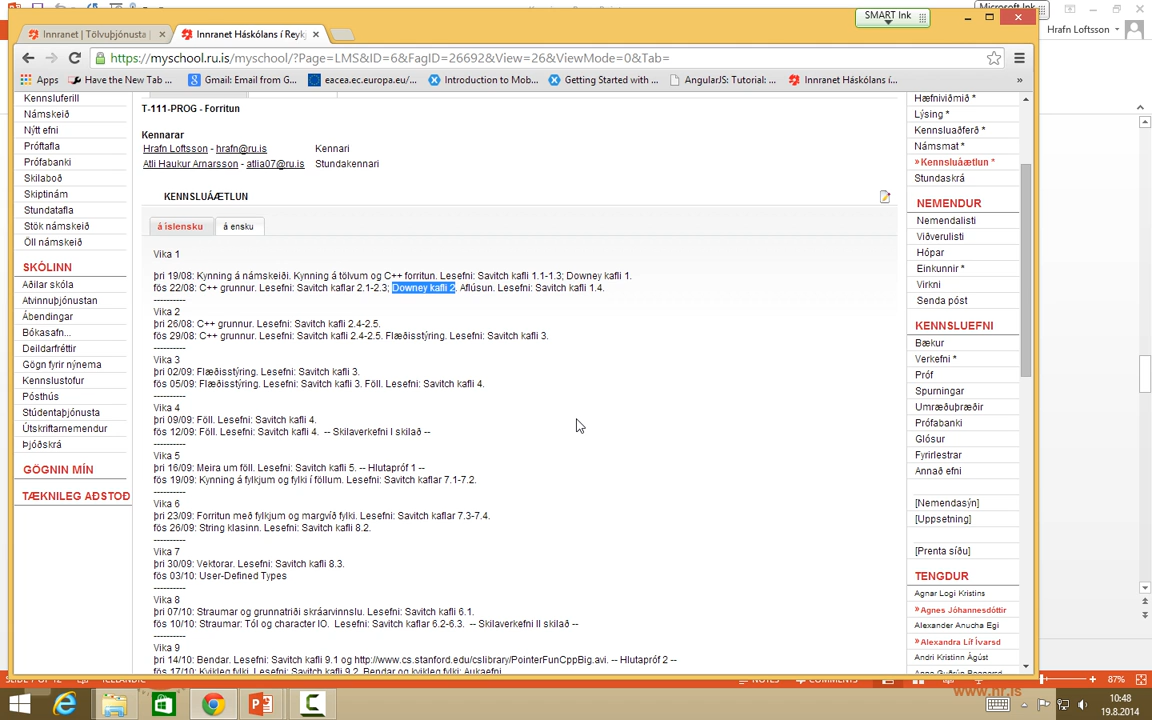 SMART Ink
Hrafn Loftsson
Innranet | Tölvuþjónusta
Innranet Háskólans í Reyk
https://myschool.ru.is/myschool/?Page=LMS&ID=6&FagID=26692&View=26&ViewMode=0&Tab=
Apps
Have the New Tab ...
Gmail: Email from G...
eacea.ec.europa.eu/...
Introduction to Mob...
Getting Started with ...
AngularJS: Tutorial: ...
Innranet Háskólans í...
»
Kennsluferill
Námskeið
Nýtt efni
Próftafla
Prófabanki
Skilaboð
Skiptinám
Stundatafla
Stök námskeið
Öll námskeið
SKÓLINN
Aðilar skóla
Atvinnuþjónustan
Ábendingar
Bókasafn...
Deildarfréttir
Gögn fyrir nýnema
Kennslustofur
Pósthús
Stúdentaþjónusta
Útskriftarnemendur
Þjóðskrá
GÖGNIN MÍN
TÆKNILEG AÐSTOÐ
T-111-PROG - Forritun
Kennarar
Hrafn Loftsson - hrafn@ru.is Kennari
Atli Haukur Arnarsson - atlia07@ru.is Stundakennari
KENNSLUÁÆTLUN
á íslensku
á ensku
Vika 1
þri 19/08: Kynning á námskeiði. Kynning á tölvum og C++ forritun. Lesefni: Savitch kafli 1.1-1.3; Downey kafli 1.
fös 22/08: C++ grunnur. Lesefni: Savitch kaflar 2.1-2.3; Downey kafli 2. Aflúsun. Lesefni: Savitch kafli 1.4.
----------
Vika 2
þri 26/08: C++ grunnur. Lesefni: Savitch kafli 2.4-2.5.
fös 29/08: C++ grunnur. Lesefni: Savitch kafli 2.4-2.5. Flæðisstýring. Lesefni: Savitch kafli 3.
----------
Vika 3
þri 02/09: Flæðisstýring. Lesefni: Savitch kafli 3.
fös 05/09: Flæðisstýring. Lesefni: Savitch kafli 3. Föll. Lesefni: Savitch kafli 4.
----------
Vika 4
þri 09/09: Föll. Lesefni: Savitch kafli 4.
fös 12/09: Föll. Lesefni: Savitch kafli 4. -- Skilaverkefni I skilað --
----------
Vika 5
þri 16/09: Meira um föll. Lesefni: Savitch kafli 5. -- Hlutapróf 1 --
fös 19/09: Kynning á fylkjum og fylki í föllum. Lesefni: Savitch kaflar 7.1-7.2.
----------
Vika 6
þri 23/09: Forritun með fylkjum og margvíð fylki. Lesefni: Savitch kaflar 7.3-7.4.
fös 26/09: String klasinn. Lesefni: Savitch kafli 8.2.
----------
Vika 7
þri 30/09: Vektorar. Lesefni: Savitch kafli 8.3.
fös 03/10: User-Defined Types
----------
Vika 8
þri 07/10: Straumar og grunnatriði skráarvinnslu. Lesefni: Savitch kafli 6.1.
fös 10/10: Straumar: Tól og character IO. Lesefni: Savitch kaflar 6.2-6.3. -- Skilaverkefni II skilað --
----------
Vika 9
þri 14/10: Bendar. Lesefni: Savitch kafli 9.1 og http://www.cs.stanford.edu/cslibrary/PointerFunCppBig.avi. -- Hlutapróf 2 --
fös 17/10: Kvikleg fylki. Lesefni: Savitch kafli 9.2. Bendar og kvikleg fylki: Aukaefni.
Hæfniviðmið *
Lýsing *
Kennsluaðferð *
Námsmat *
»Kennsluáætlun *
Stundaskrá
NEMENDUR
Nemendalisti
Viðverulisti
Hópar
Einkunnir *
Virkni
Senda póst
KENNSLUEFNI
Bækur
Verkefni *
Próf
Spurningar
Umræðuþræðir
Prófabanki
Glósur
Fyrirlestrar
Annað efni
[Nemendasýn]
[Uppsetning]
[Prenta síðu]
TENGDUR
Agnar Logi Kristins
»Agnes Jóhannesdóttir
Alexander Anucha Egi
»Alexandra Líf Ívarsd
Andri Kristinn Ágúst
NOTES
COMMENTS
87%
www.hr.is
10:48
19.8.2014